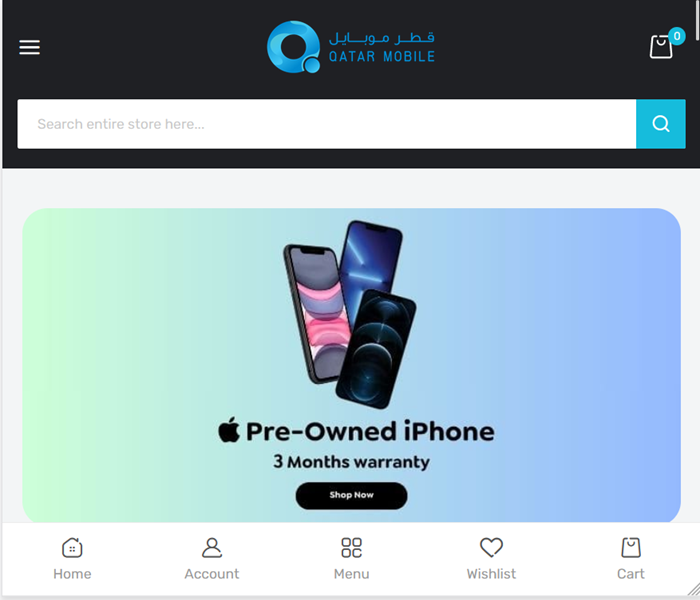 قطر موبايل
QATAR MOBILE
0
Search entire store here...
Pre-Owned iPhone
3 Months warranty
Shop Now
Home
Account
Menu
Wishlist
Cart